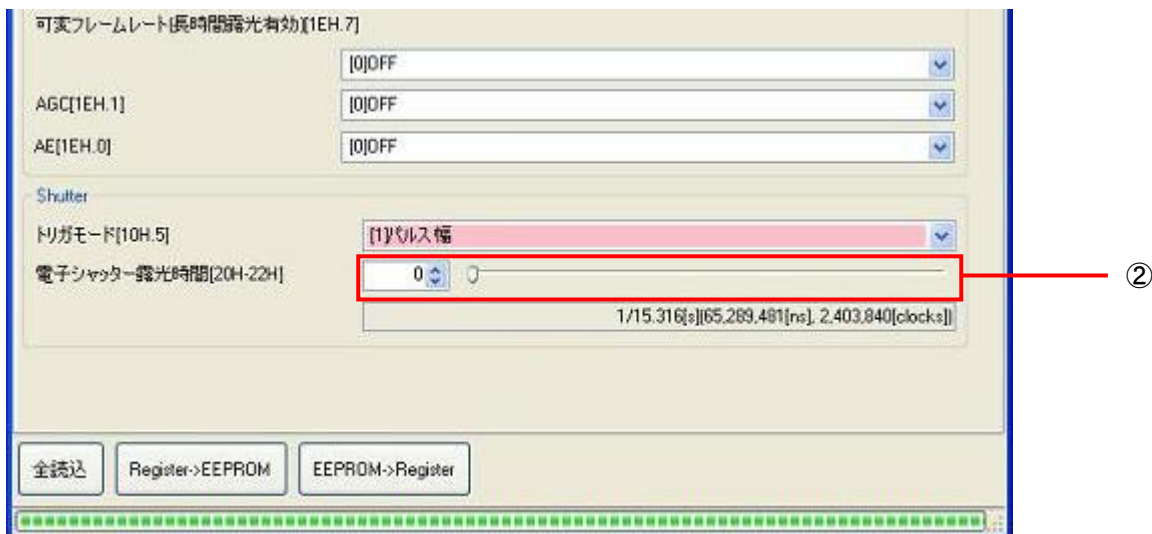 可変フレームレート[長時間露光有効][1EH.7]
[0]OFF
AGC[1EH.1] [0]OFF
AE[1EH.0] [0]OFF
Shutter
トリガモード[10H.5] [1]パルス幅
電子シャッター露光時間[20H-22H] 0 ②
1/15.316[s](65,289,481[ns], 2,403,840[clocks])
全読込 Register->EEPROM EEPROM->Register